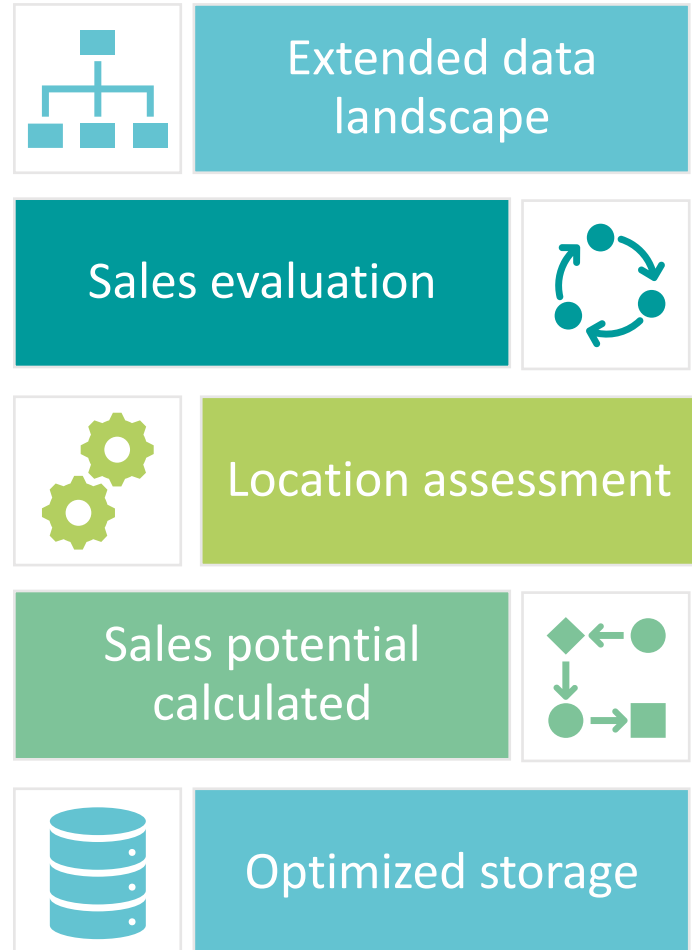 Extended data
landscape
Sales evaluation
Location assessment
Sales potential
calculated
Optimized storage